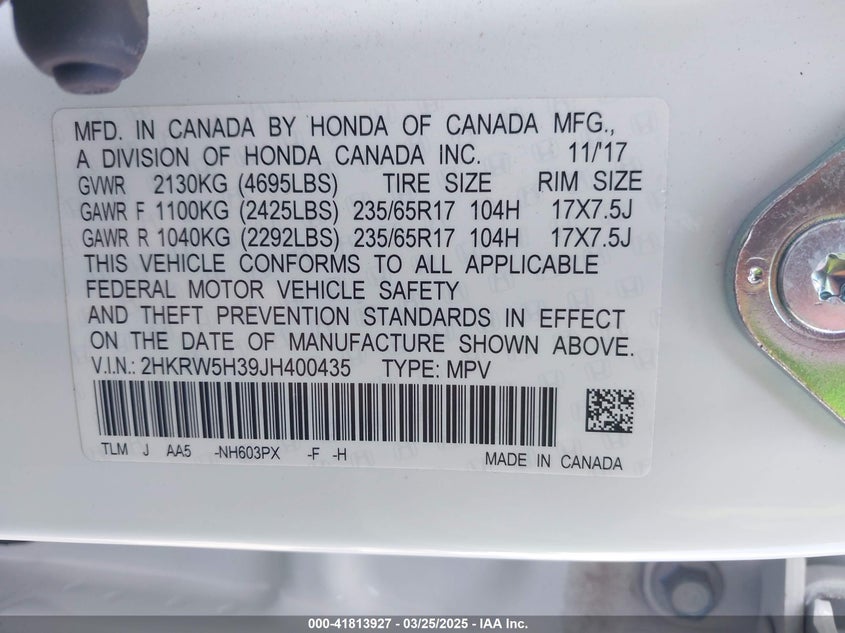 MFD. IN CANADA BY HONDA OF CANADA MFG.,
A DIVISION OF HONDA CANADA INC. 11/'17
GVWR 2130KG (4695LBS) TIRE SIZE RIM SIZE
GAWR F 1100KG (2425LBS) 235/65R17 104H 17X7.5J
GAWR R 1040KG (2292LBS) 235/65R17 104H 17X7.5J
THIS VEHICLE CONFORMS TO ALL APPLICABLE
FEDERAL MOTOR VEHICLE SAFETY
AND THEFT PREVENTION STANDARDS IN EFFECT
ON THE DATE OF MANUFACTURE SHOWN ABOVE.
V.I.N.: 2HKRW5H39JH400435 TYPE: MPV
TLM J AA5 -NH603PX -F -H
MADE IN CANADA
000-41813927 - 03/25/2025 - IAA Inc.